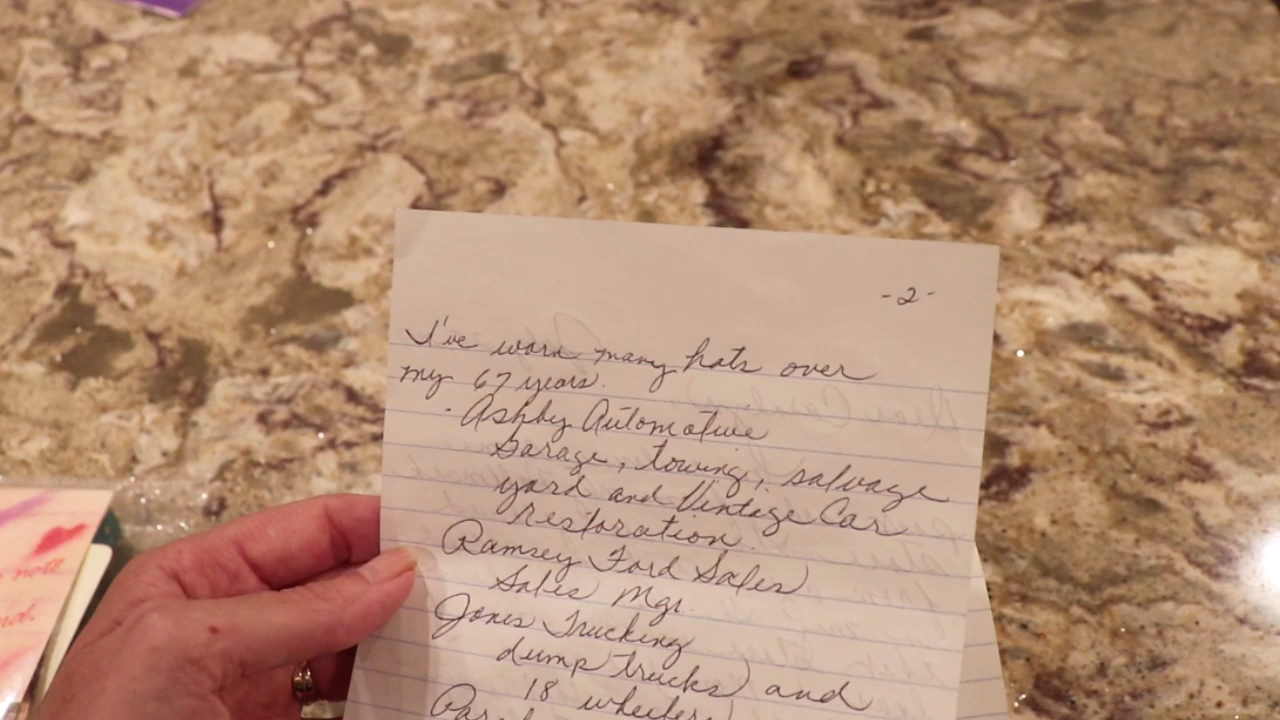 -2-
I've worn many hats over
my 67 years.
- Ashby Automotive
Garage, towing, salvage
yard and Vintage Car
restoration.
Ramsey Ford Sales
Sales Mgr.
Jones Trucking
dump trucks and
18 wheelers
note